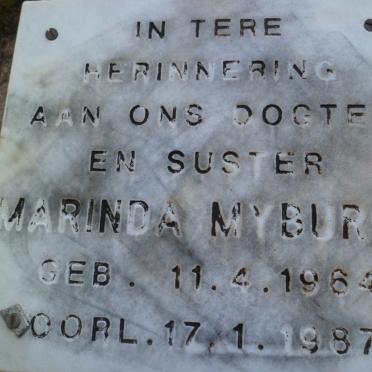 IN TERE
HERINNERING
AAN ONS DOGTE
EN SUSTER
MARINDA MYBUR
GEB. 11.4.1964
OORL. 17.1.1987